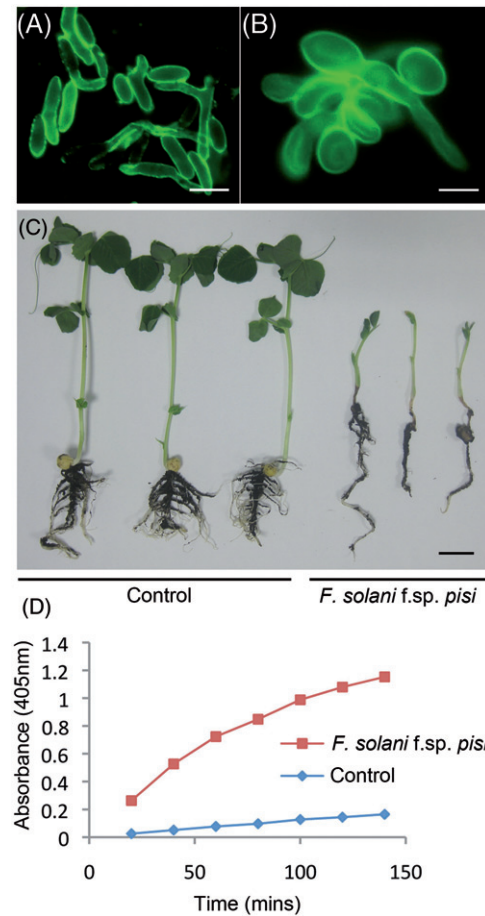 (A)
(B)
(C)
Control
F. solani f.sp. pisi
(D)
Absorbance (405nm)
1.4
1.2
1
0.8
0.6
0.4
0.2
0
0
50
100
150
Time (mins)
F. solani f.sp. pisi
Control